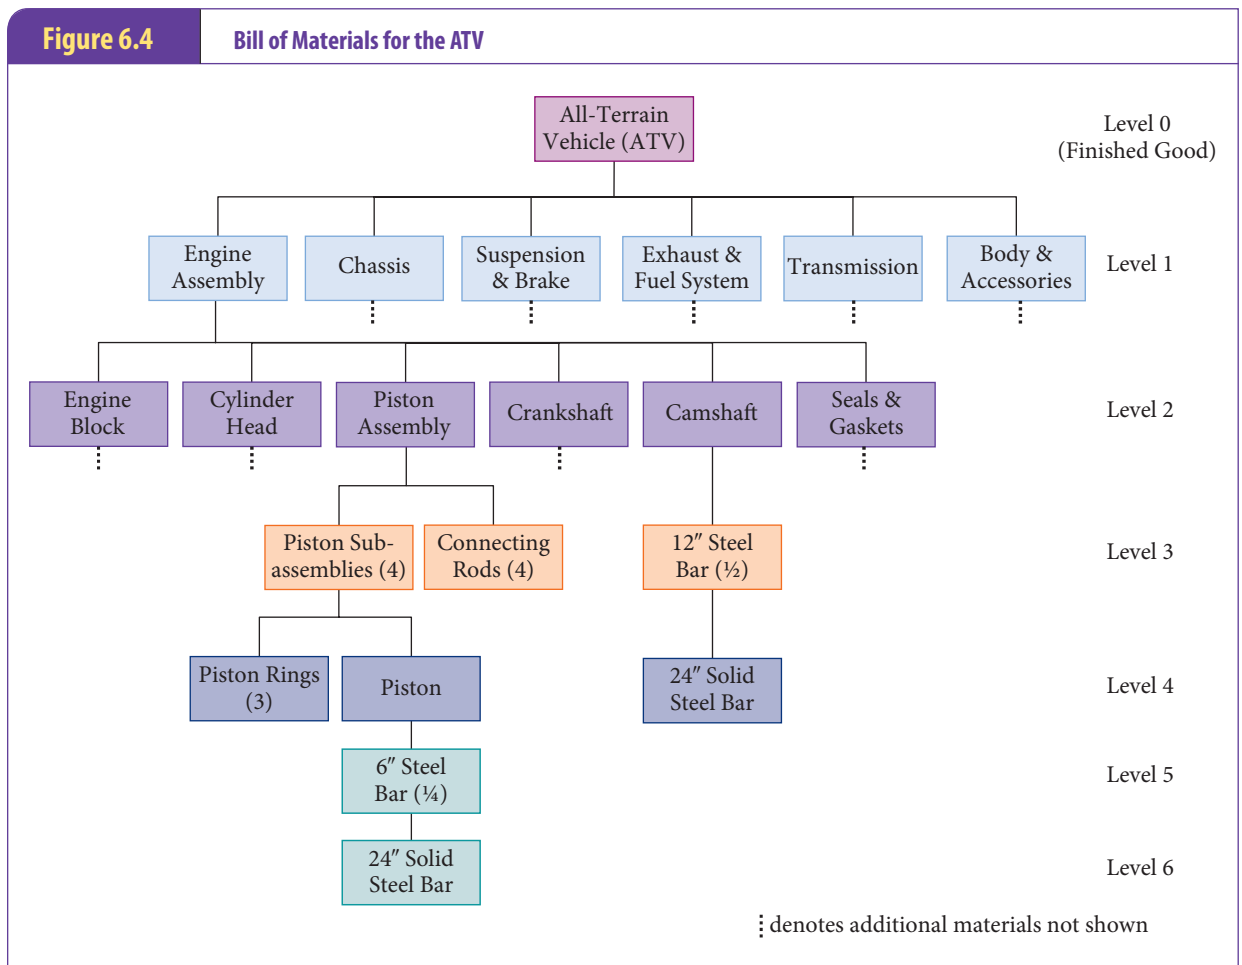 Figure 6.4
Bill of Materials for the ATV
All-Terrain
Vehicle (ATV)
Level 0
(Finished Good)
Engine
Assembly
Chassis
Suspension
& Brake
Exhaust &
Fuel System
Transmission
Body &
Accessories
Level 1
Engine
Block
Cylinder
Head
Piston
Assembly
Crankshaft
Camshaft
Seals &
Gaskets
Level 2
Piston Sub-
assemblies (4)
Connecting
Rods (4)
12″ Steel
Bar (½)
Level 3
Piston Rings
(3)
Piston
24″ Solid
Steel Bar
Level 4
6″ Steel
Bar (¼)
Level 5
24″ Solid
Steel Bar
Level 6
denotes additional materials not shown